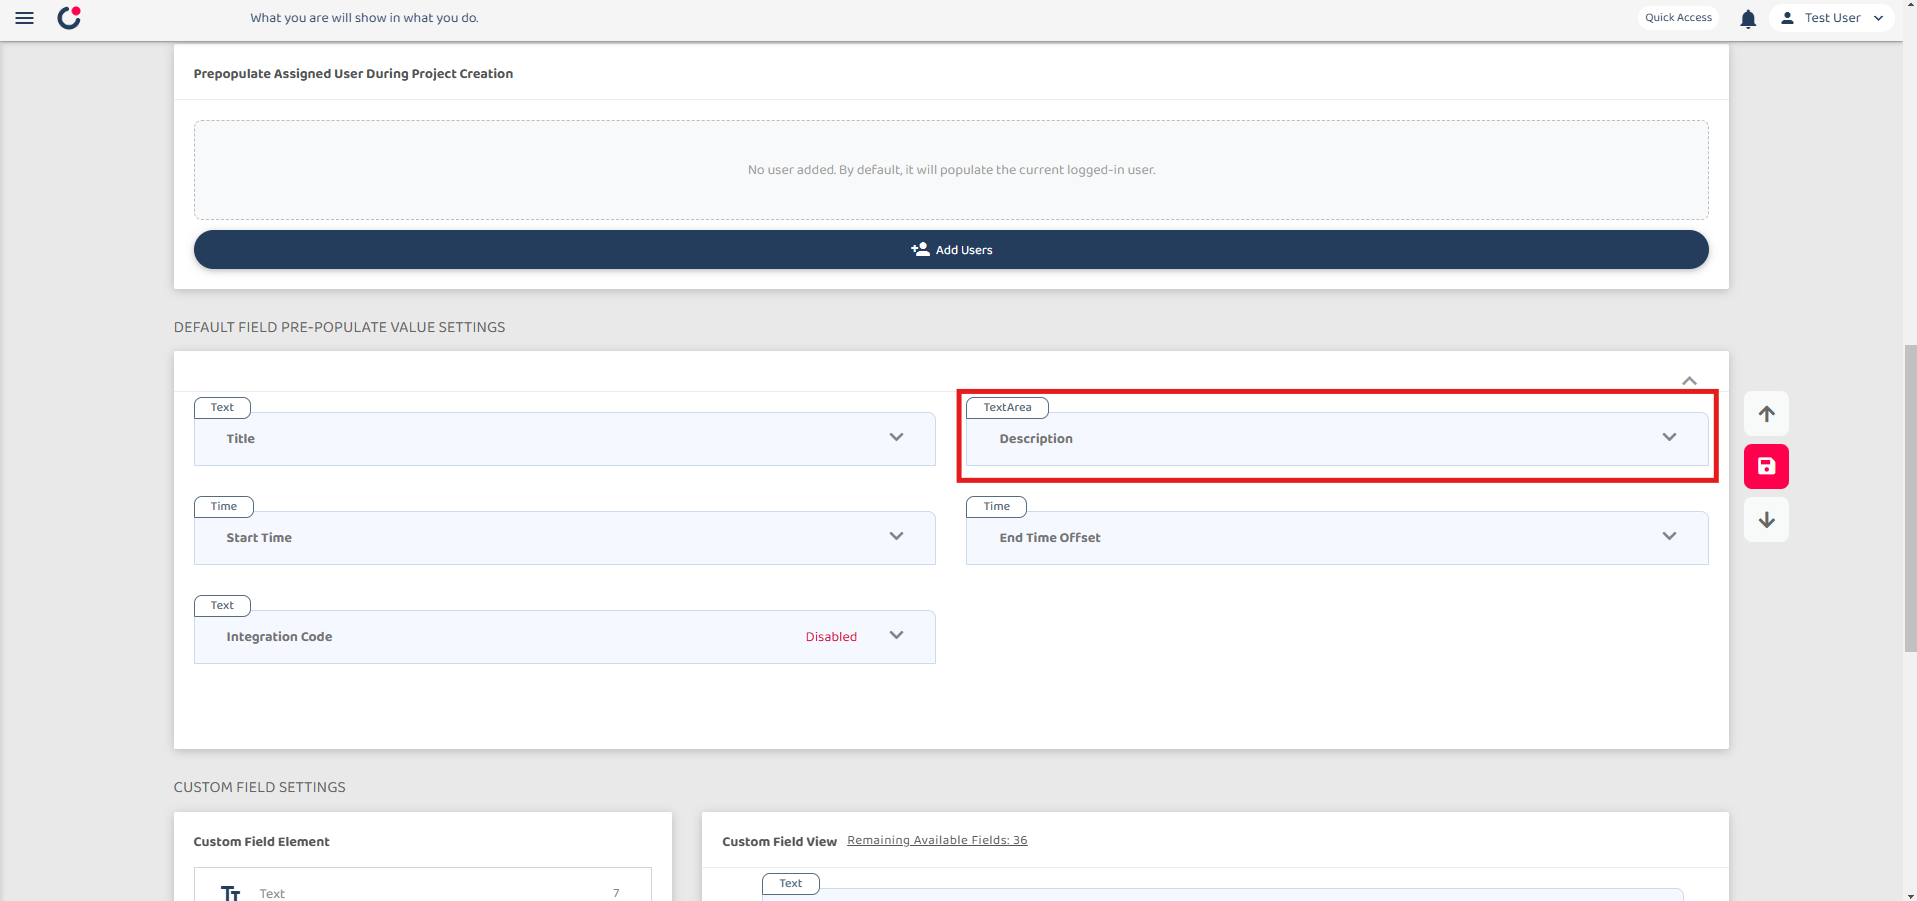 What you are will show in what you do.
Quick Access
Test User
Prepopulate Assigned User During Project Creation
No user added. By default, it will populate the current logged-in user.
Add Users
DEFAULT FIELD PRE-POPULATE VALUE SETTINGS
Text
Title
TextArea
Description
Time
Start Time
Time
End Time Offset
Text
Integration Code
Disabled
CUSTOM FIELD SETTINGS
Custom Field Element
Text
7
Custom Field View
Remaining Available Fields: 36
Text